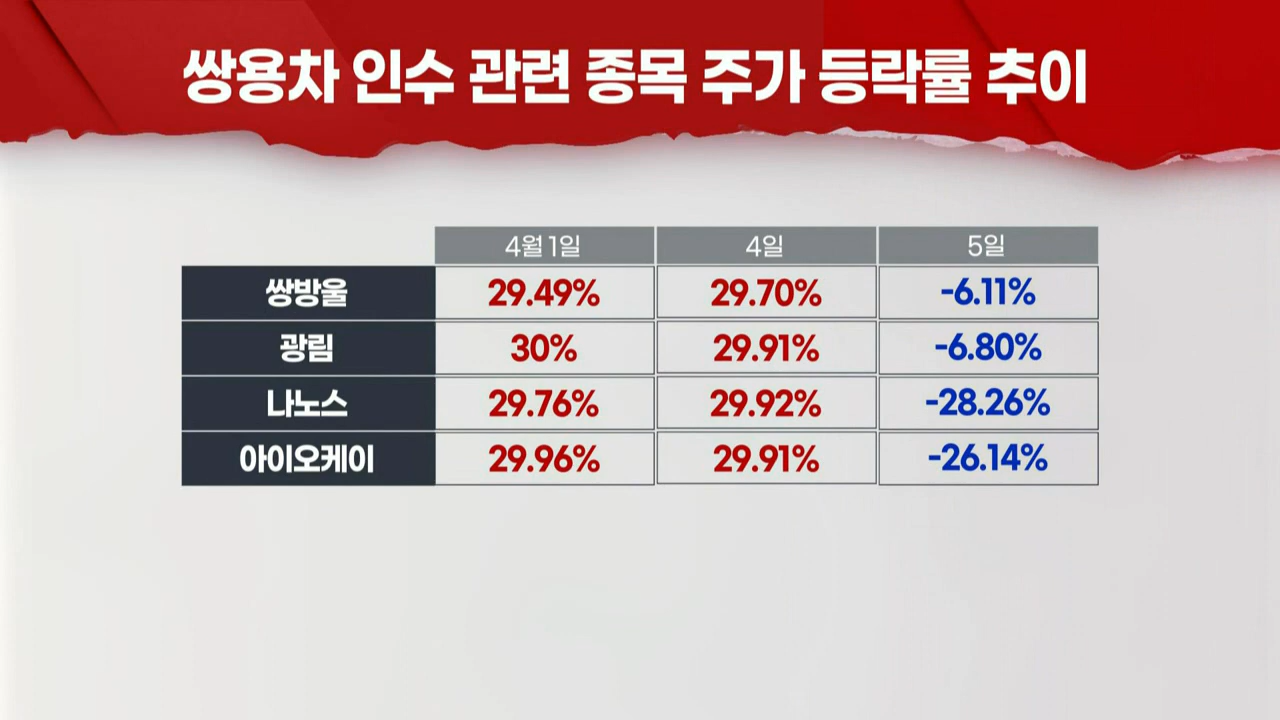 쌍용차 인수 관련 종목 주가 등락률 추이
4월 1일 4일 5일
쌍방울 29.49% 29.70% -6.11%
광림 30% 29.91% -6.80%
나노스 29.76% 29.92% -28.26%
아이오케이 29.96% 29.91% -26.14%